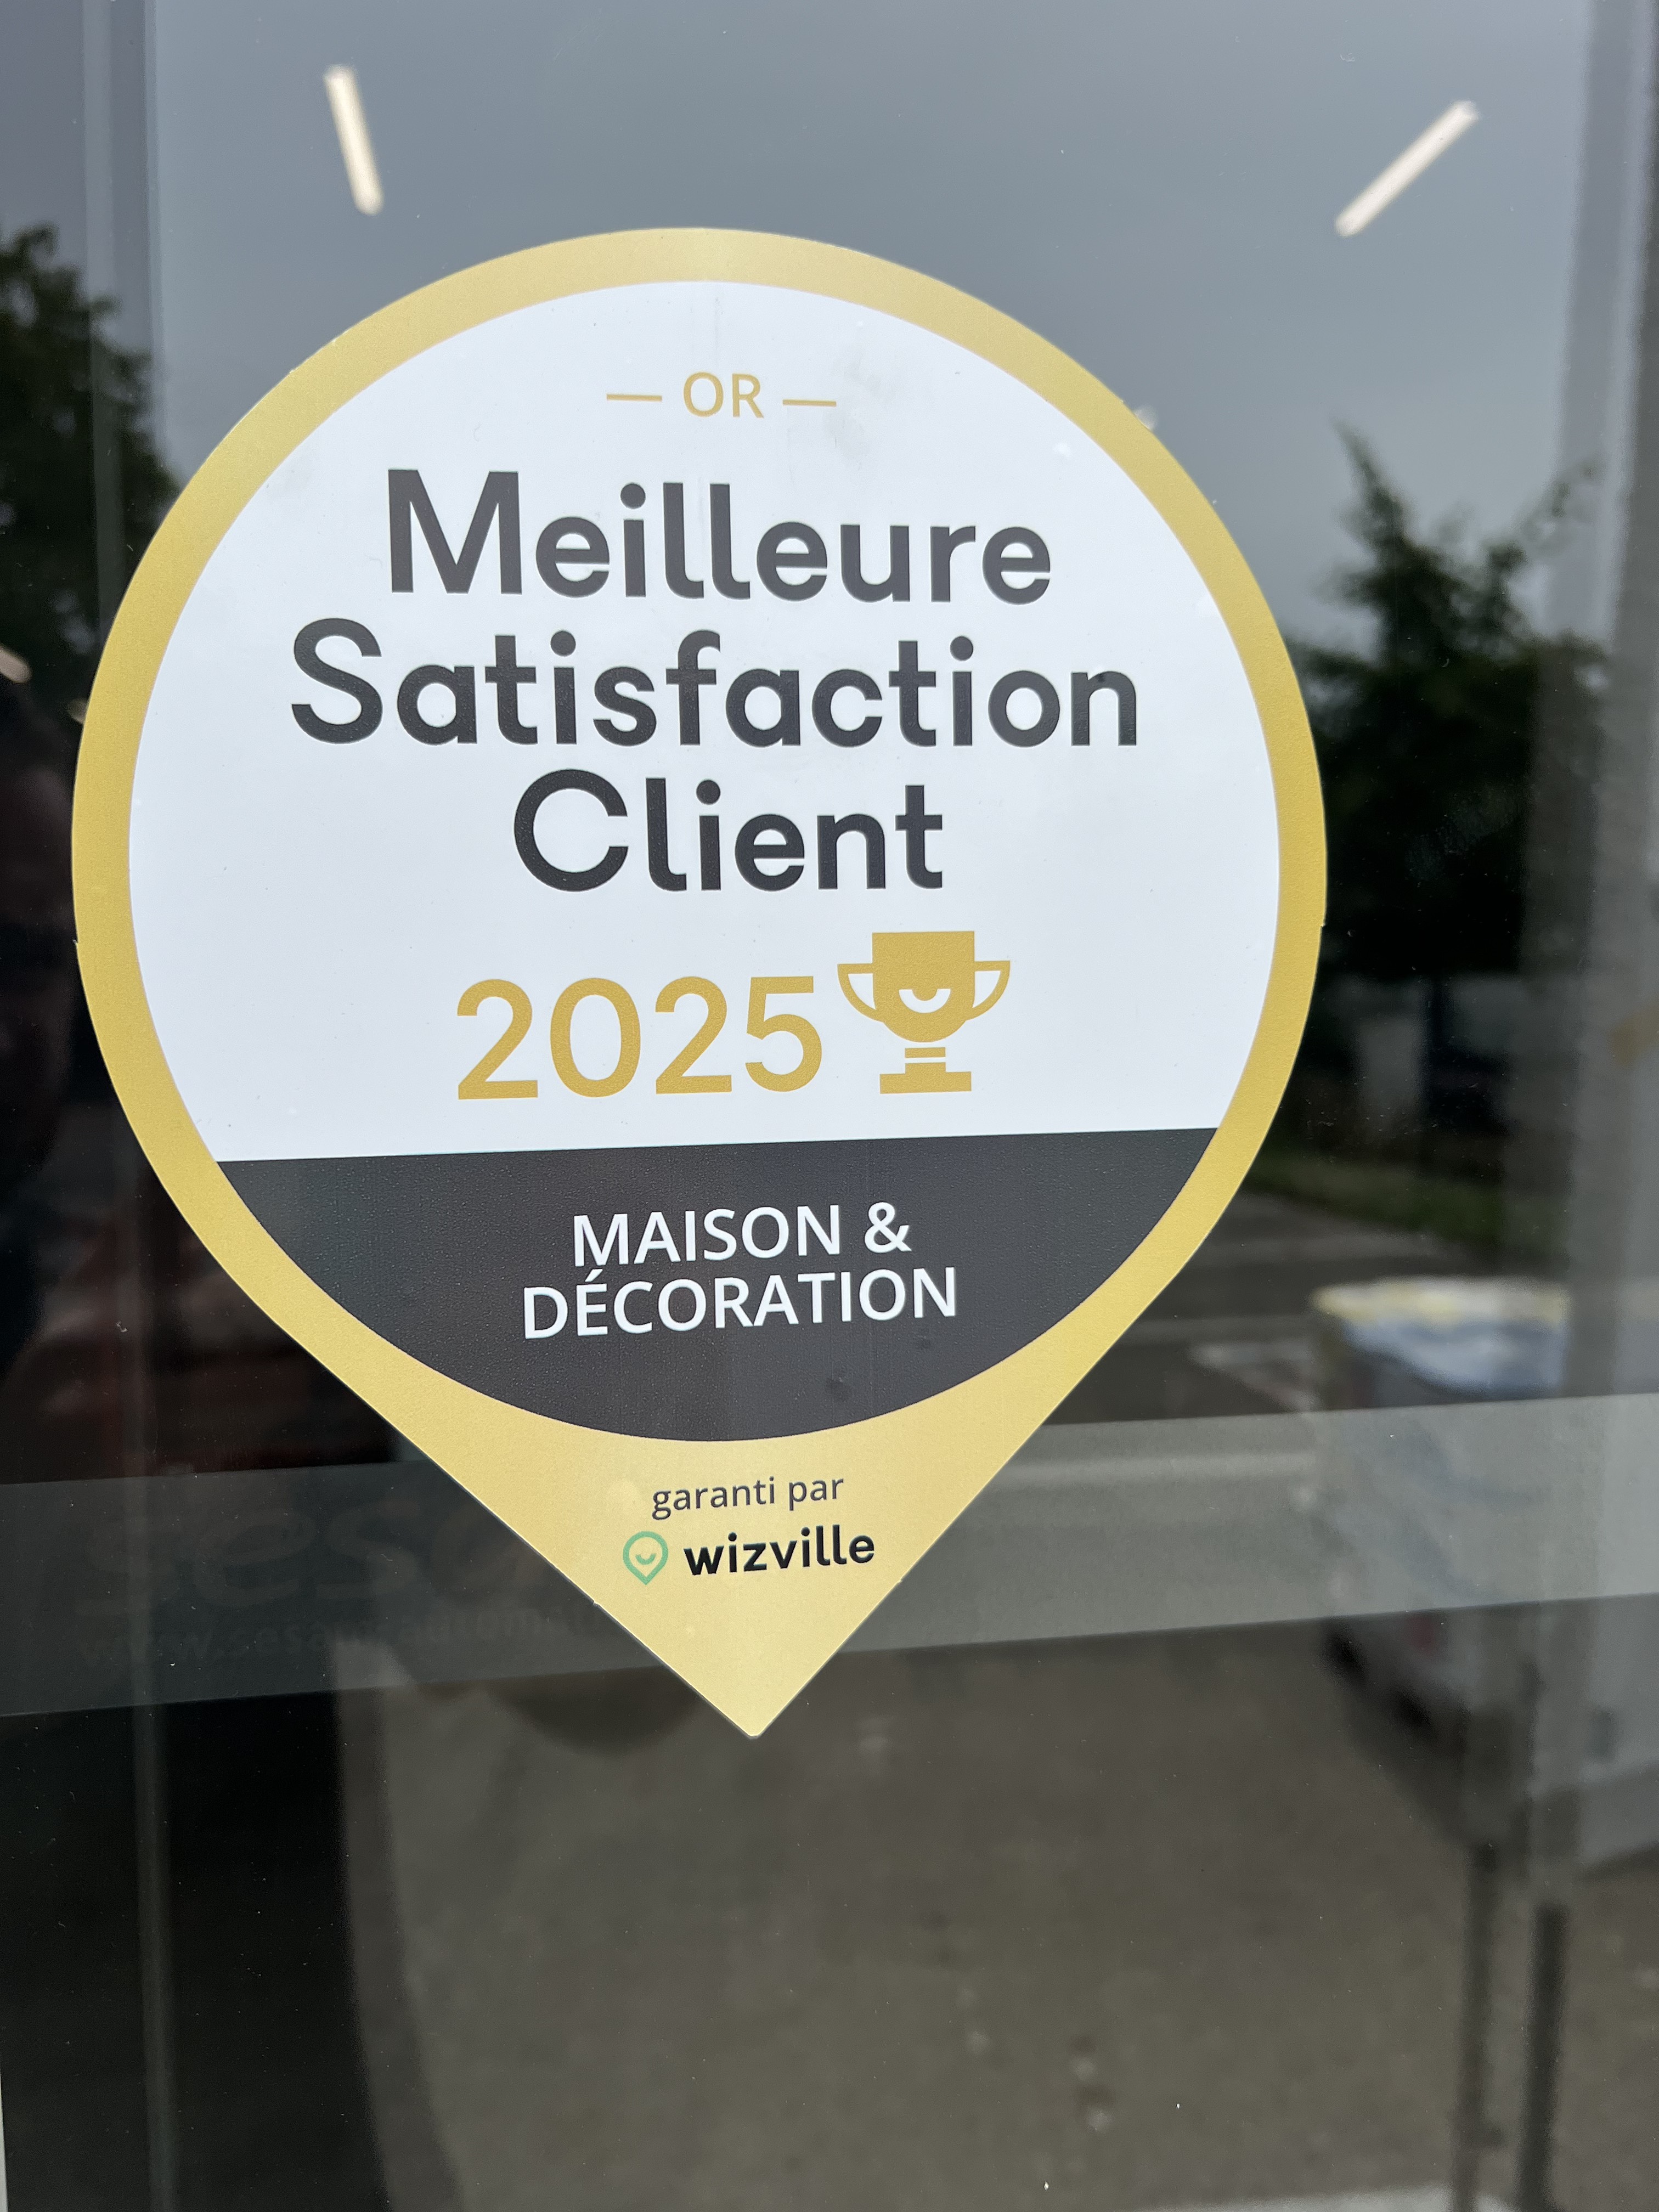 — OR —
Meilleure
Satisfaction
Client
2025
MAISON &
DÉCORATION
garanti par
wizville